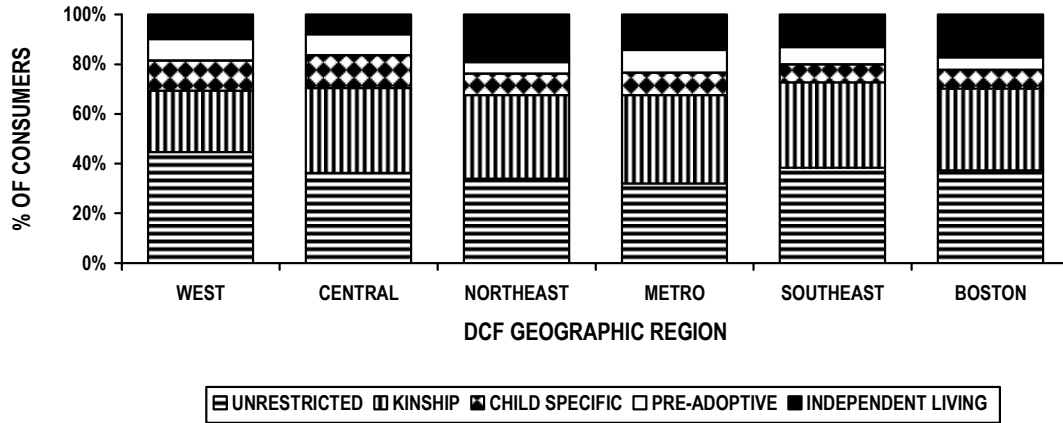 % OF CONSUMERS
100%
80%
60%
40%
20%
0%
WEST CENTRAL NORTHEAST METRO SOUTHEAST BOSTON
DCF GEOGRAPHIC REGION
UNRESTRICTED KINSHIP CHILD SPECIFIC PRE-ADOPTIVE INDEPENDENT LIVING